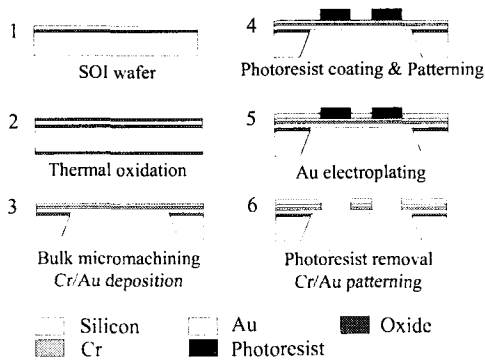 1
SOI wafer
2
Thermal oxidation
3
Bulk micromachining
Cr/Au deposition
4
Photoresist coating & Patterning
5
Au electroplating
6
Photoresist removal
Cr/Au patterning
Silicon
Au
Oxide
Cr
Photoresist